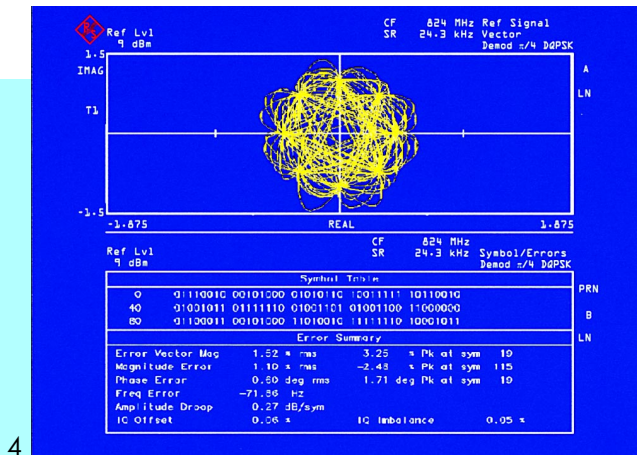 R&S
CF 824 MHz Ref Signal
Ref Lvl SR 24.3 kHz Vector
9 dBm Demod π/4 DQPSK
1.5
IMAG A
LN
T1
-1.5
-1.875 REAL 1.875
CF 824 MHz
Ref Lvl SR 24.3 kHz Symbol/Errors
9 dBm Demod π/4 DQPSK
Symbol Table
PRN
0 01110010 00101000 01010110 10011111 10110010
40 01001011 01111110 01001101 01001100 11000000
B
80 01100011 00101000 11010010 11111110 10001011
Error Summary
LN
Error Vector Mag 1.52 % rms 3.25 % Pk at sym 19
Magnitude Error 1.10 % rms -2.48 % Pk at sym 115
Phase Error 0.60 deg rms 1.71 deg Pk at sym 19
Freq Error -71.86 Hz
Amplitude Droop 0.27 dB/sym
IQ Offset 0.06 % IQ Imbalance 0.05 %
4